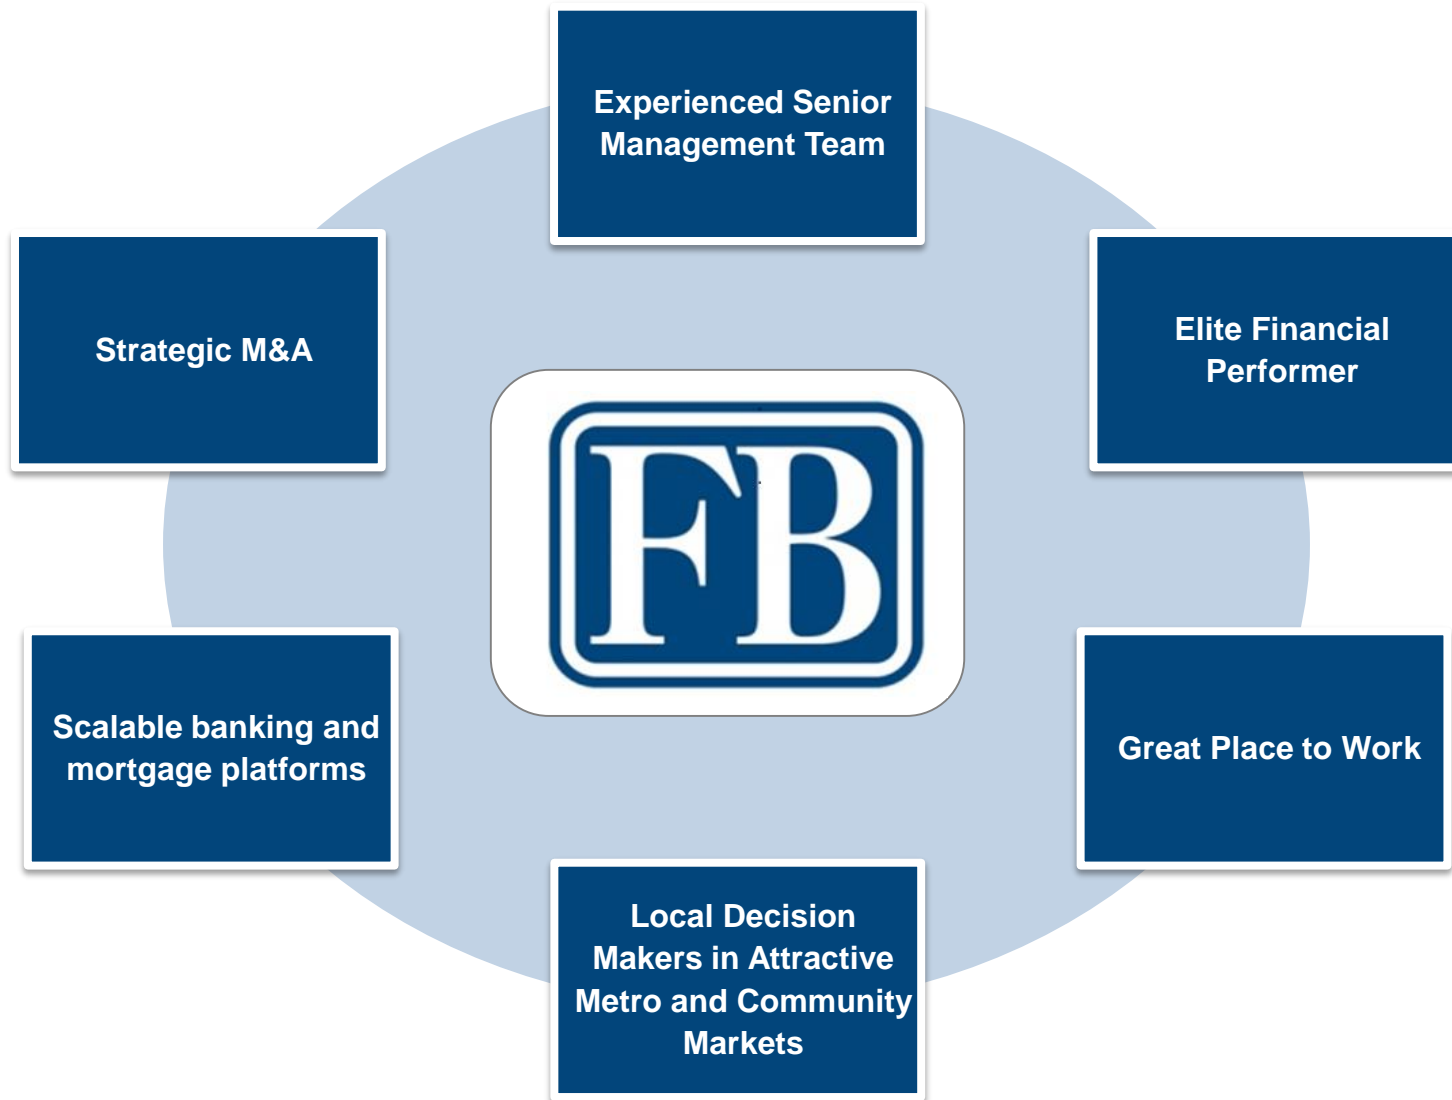 Experienced Senior
Management Team
Strategic M&A
Elite Financial
Performer
FB
Scalable banking and
mortgage platforms
Great Place to Work
Local Decision
Makers in Attractive
Metro and Community
Markets